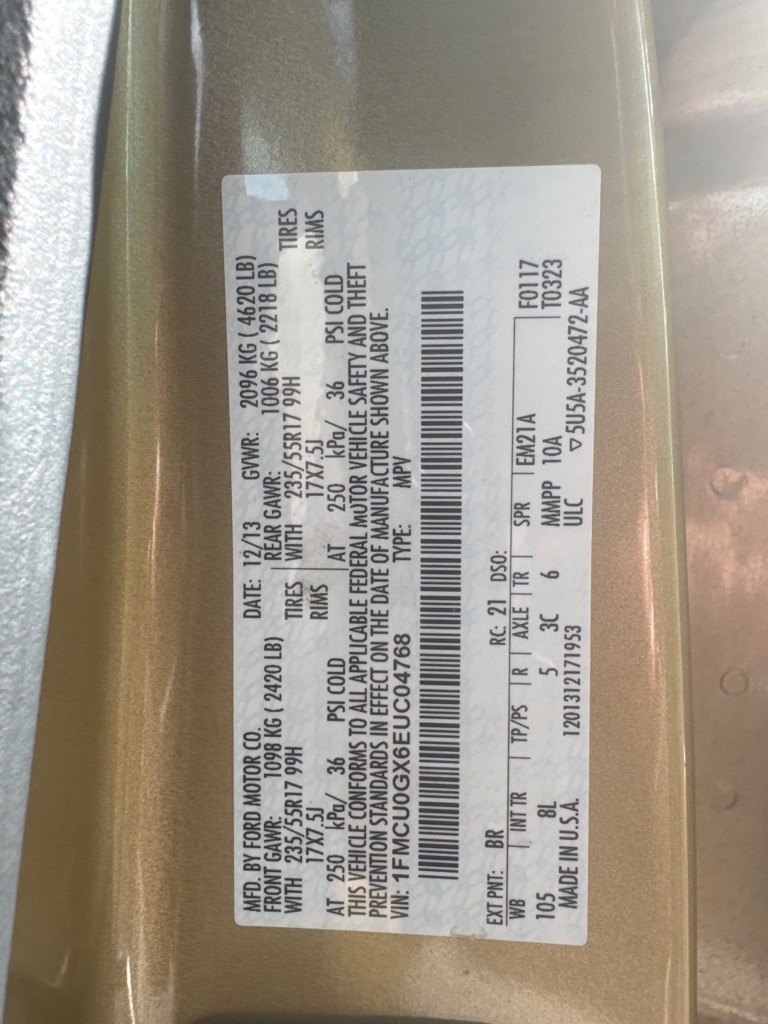 MFD. BY FORD MOTOR CO. DATE: 12/13 GVWR: 2096 KG ( 4620 LB)
FRONT GAWR: 1098 KG ( 2420 LB) REAR GAWR: 1006 KG ( 2218 LB)
WITH 235/55R17 99H TIRES WITH 235/55R17 99H TIRES
17X7.5J RIMS 17X7.5J RIMS
AT 250 kPa/ 36 PSI COLD AT 250 kPa/ 36 PSI COLD
THIS VEHICLE CONFORMS TO ALL APPLICABLE FEDERAL MOTOR VEHICLE SAFETY AND THEFT
PREVENTION STANDARDS IN EFFECT ON THE DATE OF MANUFACTURE SHOWN ABOVE.
VIN: 1FMCU0GX6EUC04768 TYPE: MPV
EXT PNT: BR RC: 21 DSO:
WB INT TR TP/PS R AXLE TR SPR EM21A F0117
105 8L 5 3C 6 MMPP 10A T0323
MADE IN U.S.A. 1201312171953 ULC ▽5U5A-3520472-AA